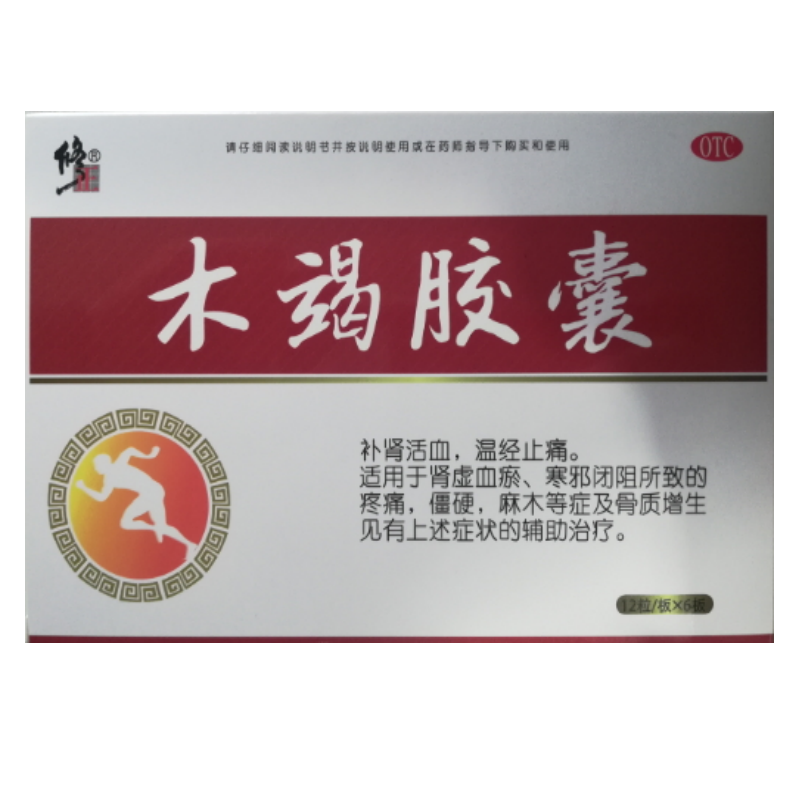 修
请仔细阅读说明书并按说明使用或在药师指导下购买和使用
OTC
木竭胶囊
补肾活血，温经止痛。
适用于肾虚血瘀、寒邪闭阻所致的
疼痛，僵硬，麻木等症及骨质增生
见有上述症状的辅助治疗。
12粒/板×6板